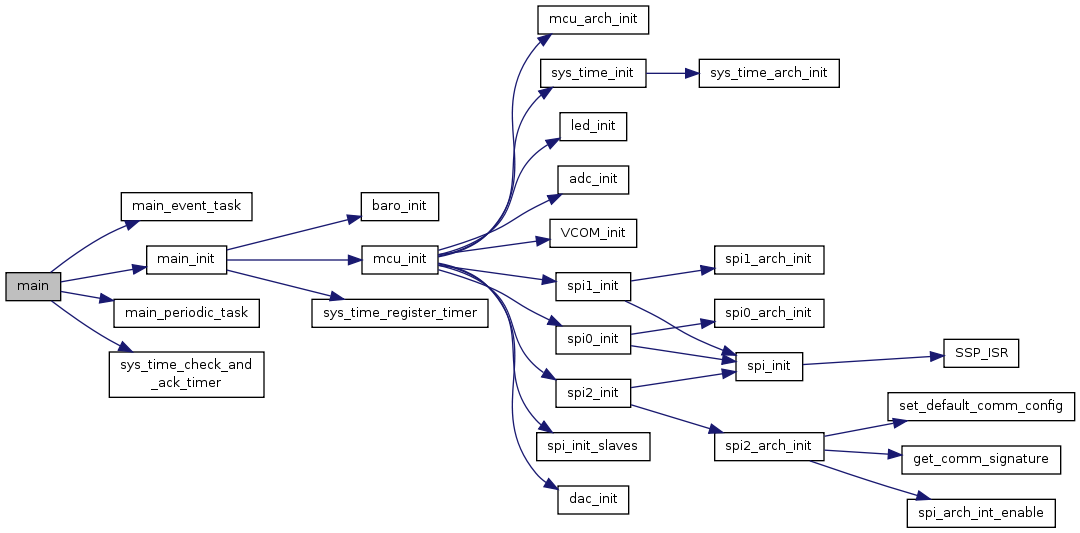 main
main_event_task
main_init
main_periodic_task
sys_time_check_and
_ack_timer
baro_init
mcu_init
sys_time_register_timer
mcu_arch_init
sys_time_init
led_init
adc_init
VCOM_init
spi1_init
spi0_init
spi2_init
spi_init_slaves
dac_init
sys_time_arch_init
spi1_arch_init
spi0_arch_init
spi_init
spi2_arch_init
SSP_ISR
set_default_comm_config
get_comm_signature
spi_arch_int_enable